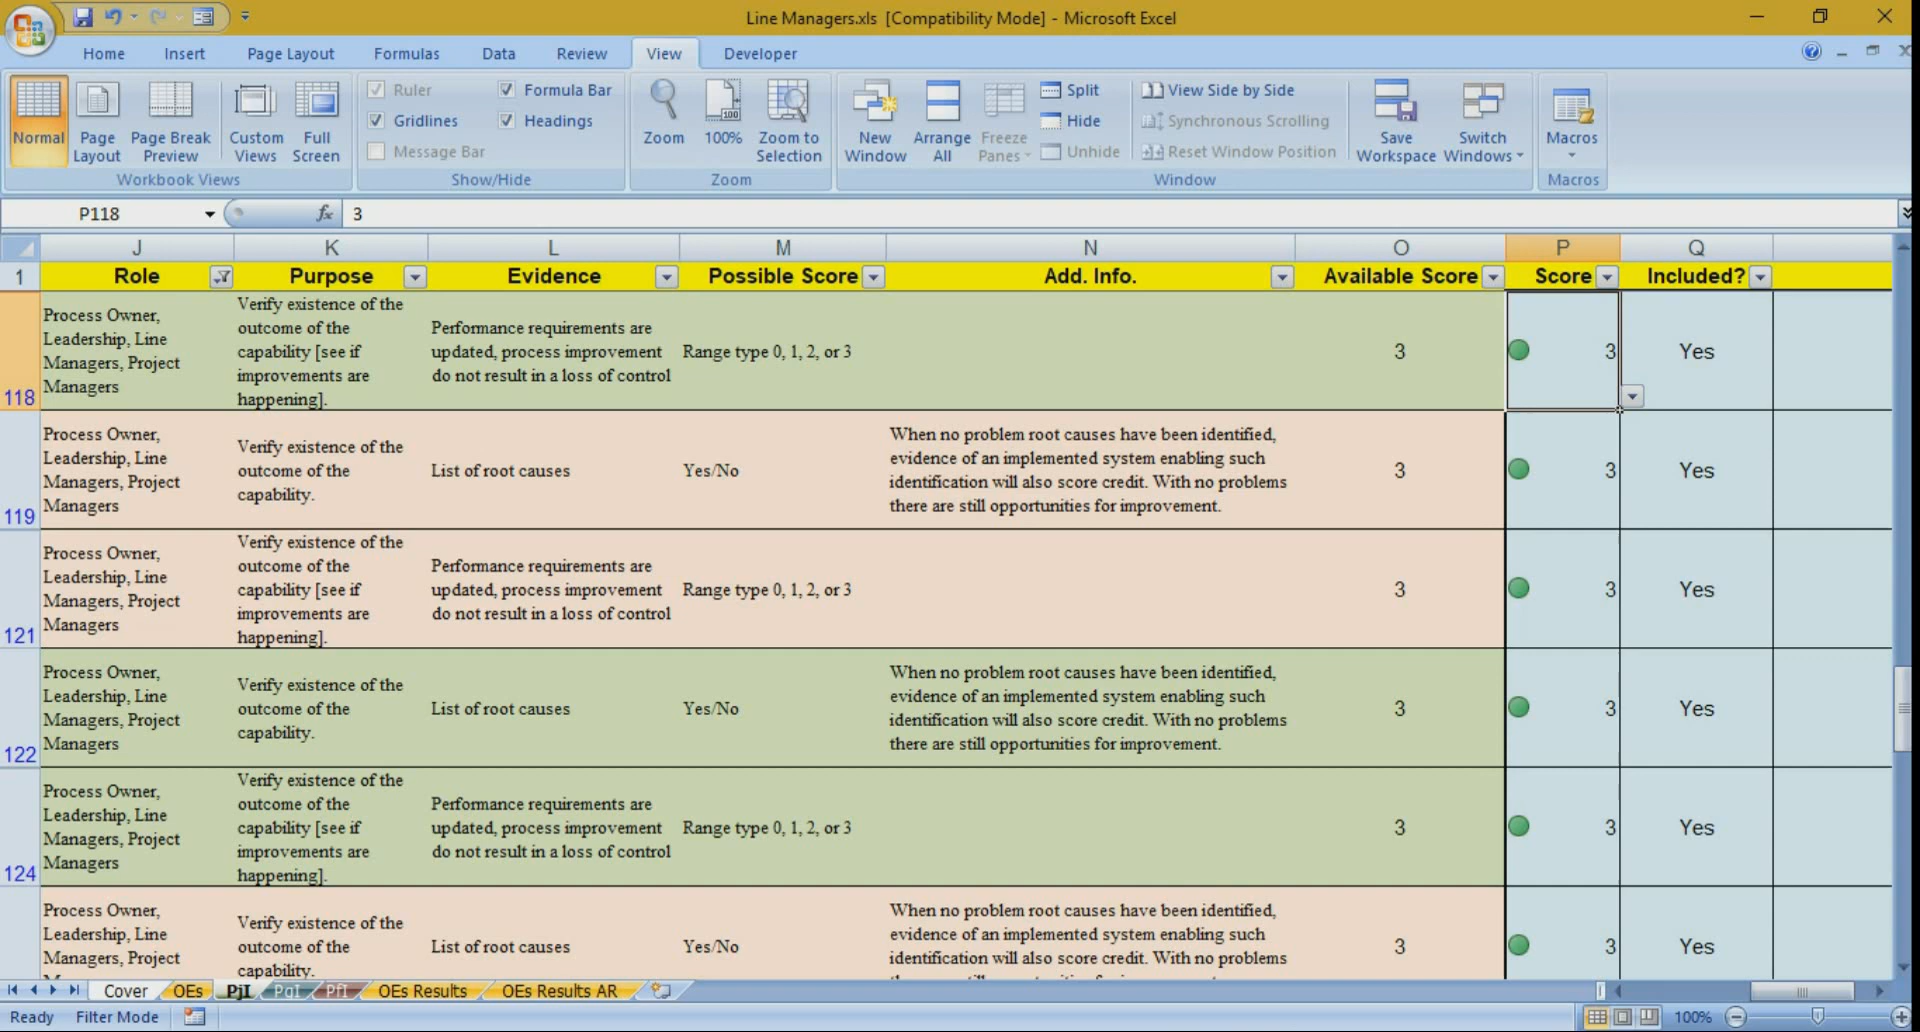 Line Managers.xls [Compatibility Mode] - Microsoft Excel
Home Insert Page Layout Formulas Data Review View Developer
Normal
Page
Layout
Page Break
Preview
Custom
Views
Full
Screen
Workbook Views
Ruler
Formula Bar
Gridlines
Headings
Message Bar
Show/Hide
Zoom
100%
Zoom to
Selection
Zoom
New
Window
Arrange
All
Freeze
Panes
Split
Hide
Unhide
View Side by Side
Synchronous Scrolling
Reset Window Position
Window
Save
Workspace
Switch
Windows
Macros
Macros
P118 fx 3
J K L M N O P Q
1 Role Purpose Evidence Possible Score Add. Info. Available Score Score Included?
118
Process Owner,
Leadership, Line
Managers, Project
Managers
Verify existence of the
outcome of the
capability [see if
improvements are
happening].
Performance requirements are
updated, process improvement
do not result in a loss of control
Range type 0, 1, 2, or 3
3 3 Yes
119
Process Owner,
Leadership, Line
Managers, Project
Managers
Verify existence of the
outcome of the
capability.
List of root causes
Yes/No
When no problem root causes have been identified,
evidence of an implemented system enabling such
identification will also score credit. With no problems
there are still opportunities for improvement.
3 3 Yes
121
Process Owner,
Leadership, Line
Managers, Project
Managers
Verify existence of the
outcome of the
capability [see if
improvements are
happening].
Performance requirements are
updated, process improvement
do not result in a loss of control
Range type 0, 1, 2, or 3
3 3 Yes
122
Process Owner,
Leadership, Line
Managers, Project
Managers
Verify existence of the
outcome of the
capability.
List of root causes
Yes/No
When no problem root causes have been identified,
evidence of an implemented system enabling such
identification will also score credit. With no problems
there are still opportunities for improvement.
3 3 Yes
124
Process Owner,
Leadership, Line
Managers, Project
Managers
Verify existence of the
outcome of the
capability [see if
improvements are
happening].
Performance requirements are
updated, process improvement
do not result in a loss of control
Range type 0, 1, 2, or 3
3 3 Yes
Process Owner,
Leadership, Line
Managers, Project
Verify existence of the
outcome of the
capability.
List of root causes
Yes/No
When no problem root causes have been identified,
evidence of an implemented system enabling such
identification will also score credit. With no problems
3 3 Yes
Cover OEs PjI PgI PfI OEs Results OEs Results AR
Ready Filter Mode 100%